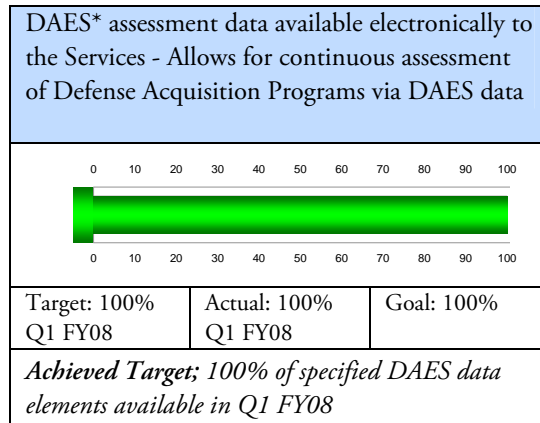 DAES* assessment data available electronically to
the Services - Allows for continuous assessment
of Defense Acquisition Programs via DAES data
0 10 20 30 40 50 60 70 80 90 100
0 10 20 30 40 50 60 70 80 90 100
Target: 100%
Q1 FY08
Actual: 100%
Q1 FY08
Goal: 100%
Achieved Target; 100% of specified DAES data
elements available in Q1 FY08